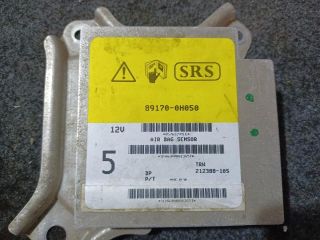 SRS
89170-0H050
12V
AIR BAG SENSOR
5
TRW
3P
212388-105
P/T